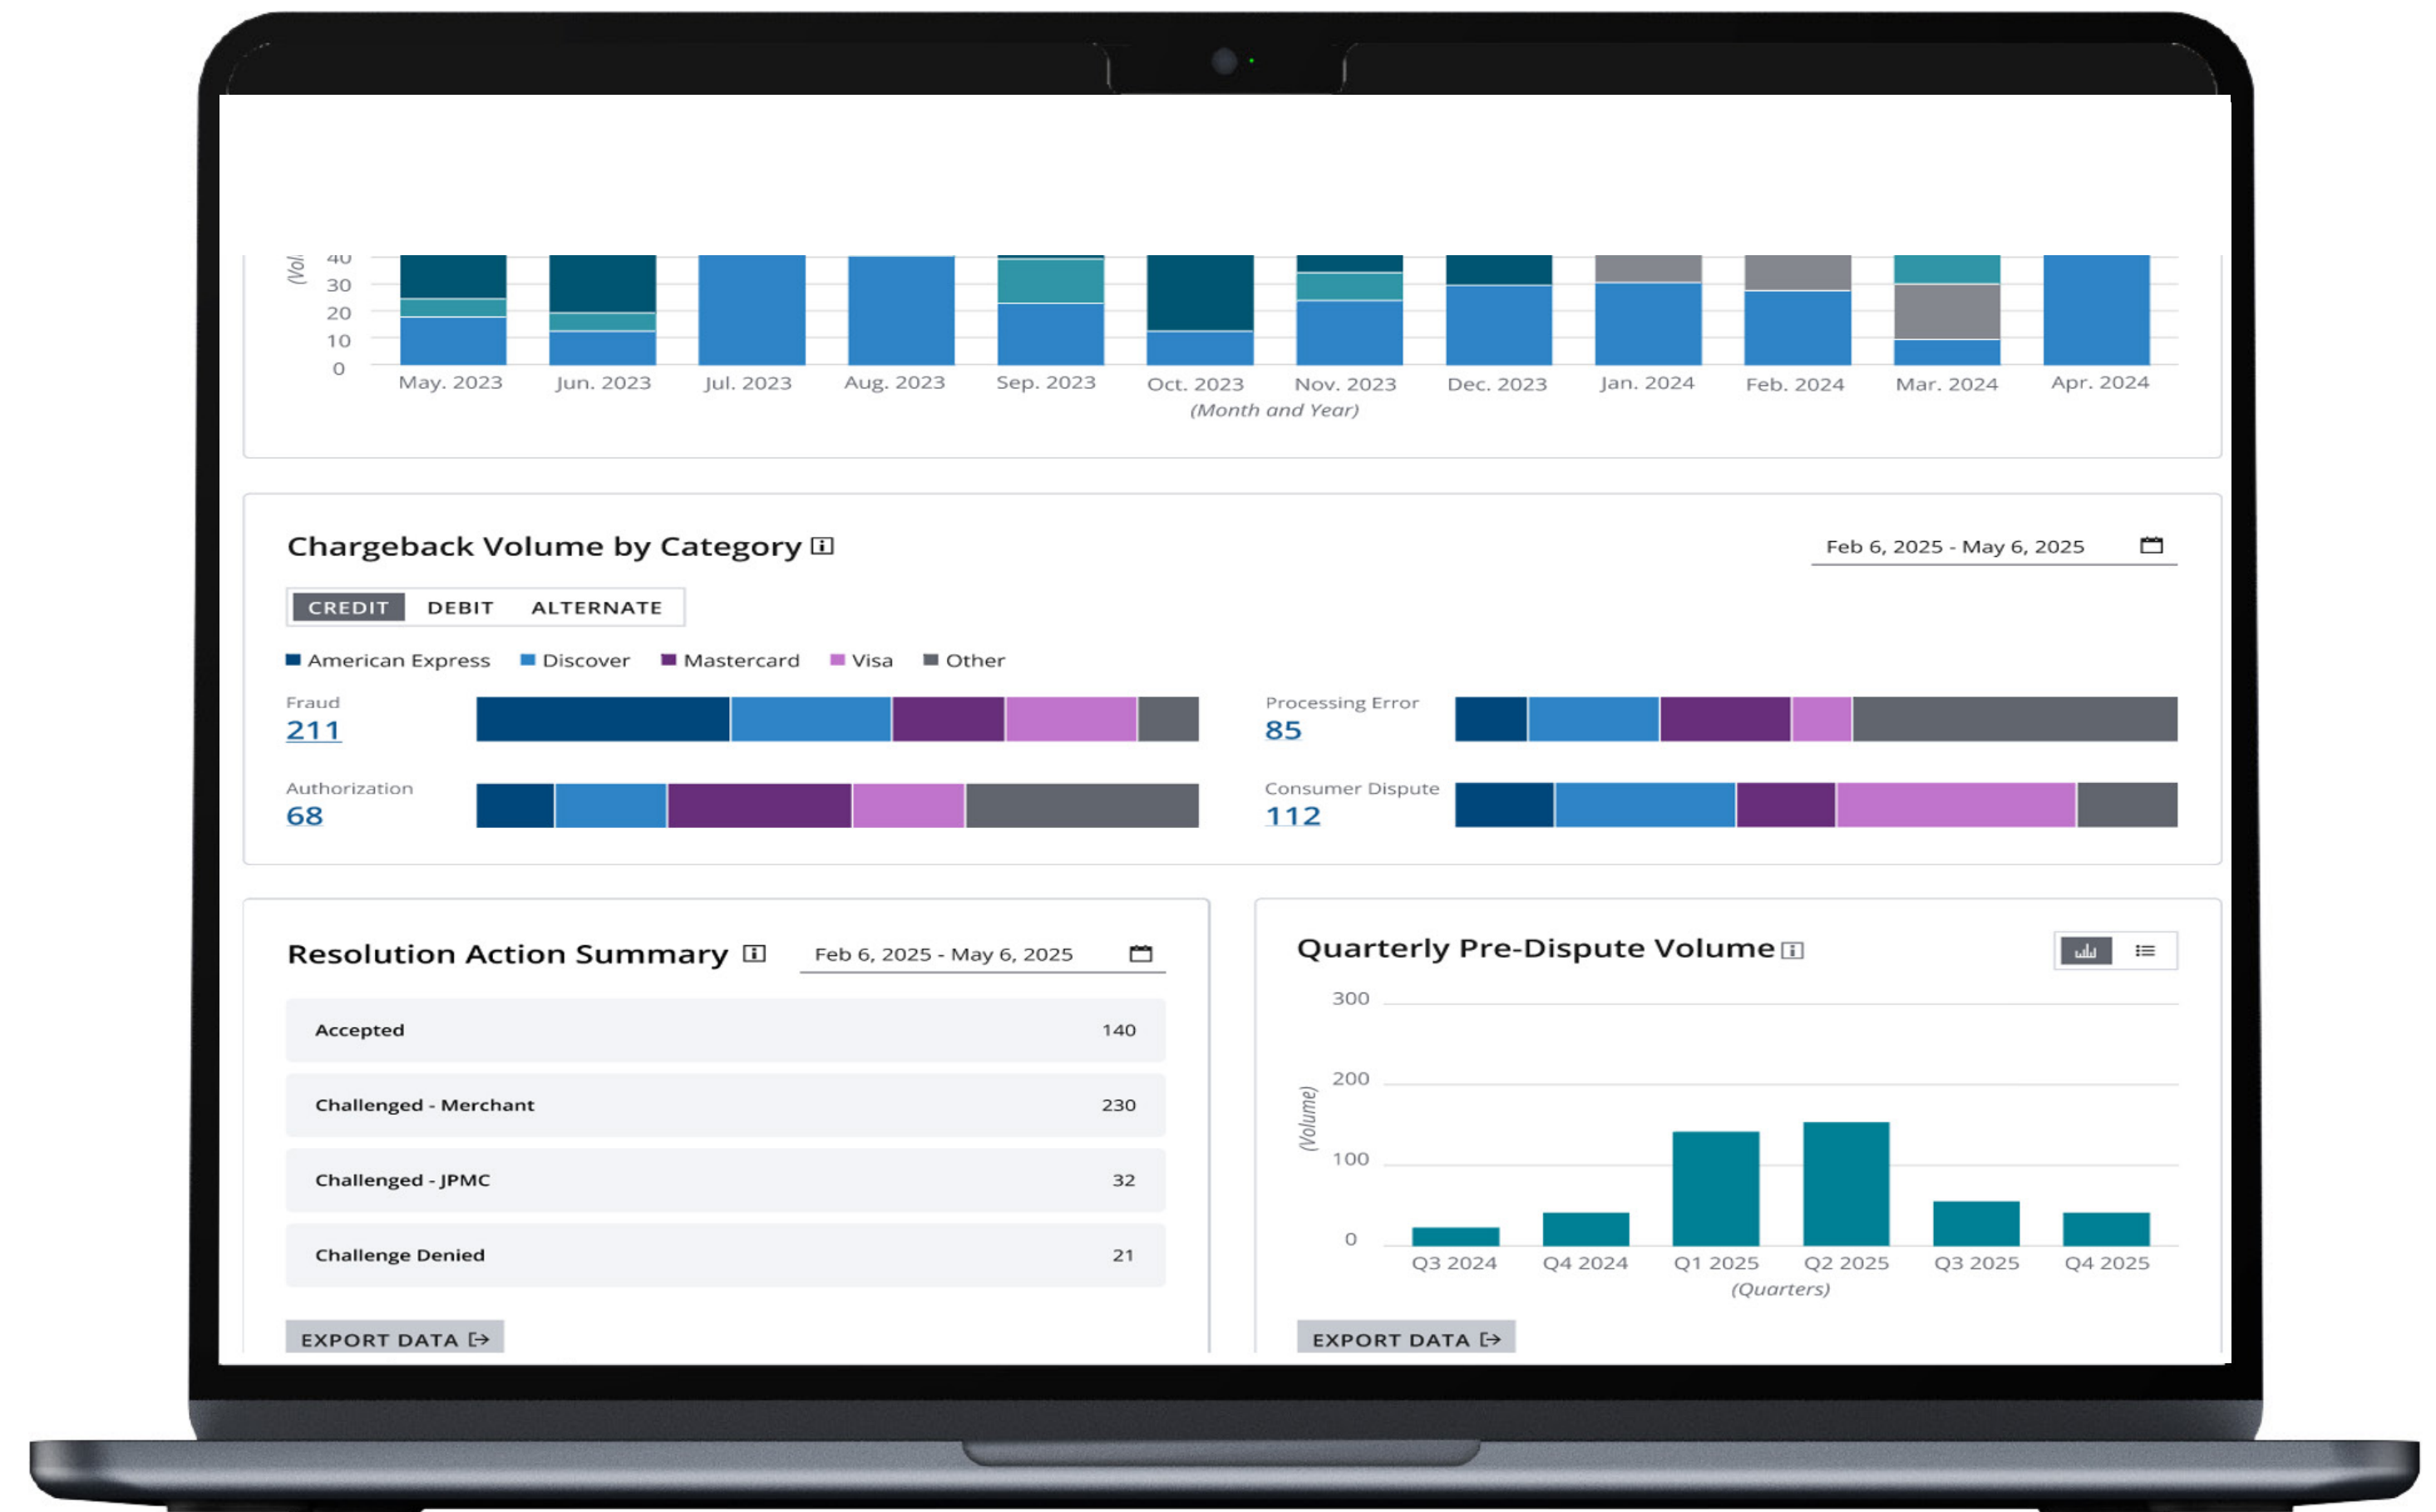 (Vol.
40
30
20
10
0
May. 2023 Jun. 2023 Jul. 2023 Aug. 2023 Sep. 2023 Oct. 2023 Nov. 2023 Dec. 2023 Jan. 2024 Feb. 2024 Mar. 2024 Apr. 2024
(Month and Year)
Chargeback Volume by Category
Feb 6, 2025 - May 6, 2025
CREDIT DEBIT ALTERNATE
American Express Discover Mastercard Visa Other
Fraud
211
Processing Error
85
Authorization
68
Consumer Dispute
112
Resolution Action Summary
Feb 6, 2025 - May 6, 2025
Accepted 140
Challenged - Merchant 230
Challenged - JPMC 32
Challenge Denied 21
EXPORT DATA
Quarterly Pre-Dispute Volume
300
200
100
0
(Volume)
Q3 2024 Q4 2024 Q1 2025 Q2 2025 Q3 2025 Q4 2025
(Quarters)
EXPORT DATA